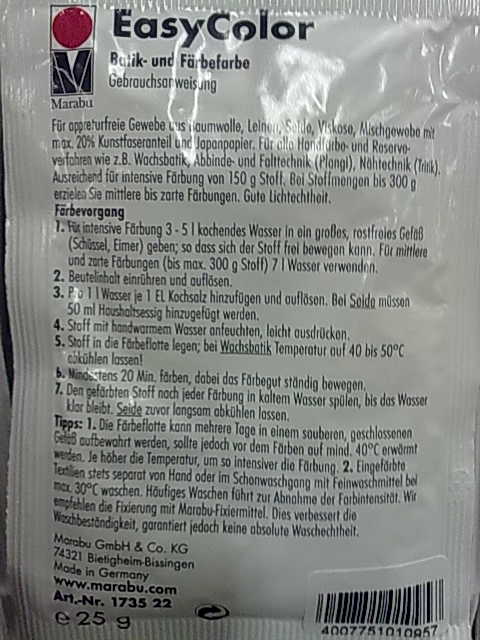 EasyColor
Batik- und Färbefarbe
Gebrauchsanweisung
Marabu
Für appreturfreie Gewebe aus Baumwolle, Leinen, Seide, Viskose, Mischgewebe mit
max. 20% Kunstfaseranteil und Japanpapier. Für alle Handfärbe- und Reserve-
verfahren wie z.B. Wachsbatik, Abbinde- und Falttechnik (Plangi), Nähtechnik (Tritik).
Ausreichend für intensive Färbung von 150 g Stoff. Bei Stoffmengen bis 300 g
erzielen Sie mittlere bis zarte Färbungen. Gute Lichtechtheit.
Färbevorgang
1. Für intensive Färbung 3 - 5 l kochendes Wasser in ein großes, rostfreies Gefäß
(Schüssel, Eimer) geben; so dass sich der Stoff frei bewegen kann. Für mittlere
und zarte Färbungen (bis max. 300 g Stoff) 7 l Wasser verwenden.
2. Beutelinhalt einrühren und auflösen.
3. Pro 1 l Wasser je 1 EL Kochsalz hinzufügen und auflösen. Bei Seide müssen
50 ml Haushaltsessig hinzugefügt werden.
4. Stoff mit handwarmem Wasser anfeuchten, leicht ausdrücken.
5. Stoff in die Färbeflotte legen; bei Wachsbatik Temperatur auf 40 bis 50°C
abkühlen lassen!
6. Mindestens 20 Min. färben, dabei das Färbegut ständig bewegen.
7. Den gefärbten Stoff nach jeder Färbung in kaltem Wasser spülen, bis das Wasser
klar bleibt. Seide zuvor langsam abkühlen lassen.
Tipps: 1. Die Färbeflotte kann mehrere Tage in einem sauberen, geschlossenen
Gefäß aufbewahrt werden, sollte jedoch vor dem Färben auf mind. 40°C erwärmt
werden. Je höher die Temperatur, um so intensiver die Färbung. 2. Eingefärbte
Textilien stets separat von Hand oder im Schonwaschgang mit Feinwaschmittel bei
max. 30°C waschen. Häufiges Waschen führt zur Abnahme der Farbintensität. Wir
empfehlen die Fixierung mit Marabu-Fixiermittel. Dies verbessert die
Waschbeständigkeit, garantiert jedoch keine absolute Waschechtheit.
Marabu GmbH & Co. KG
74321 Bietigheim-Bissingen
Made in Germany
www.marabu.com
Art.-Nr. 1735 22
e 25 g
4007751010957